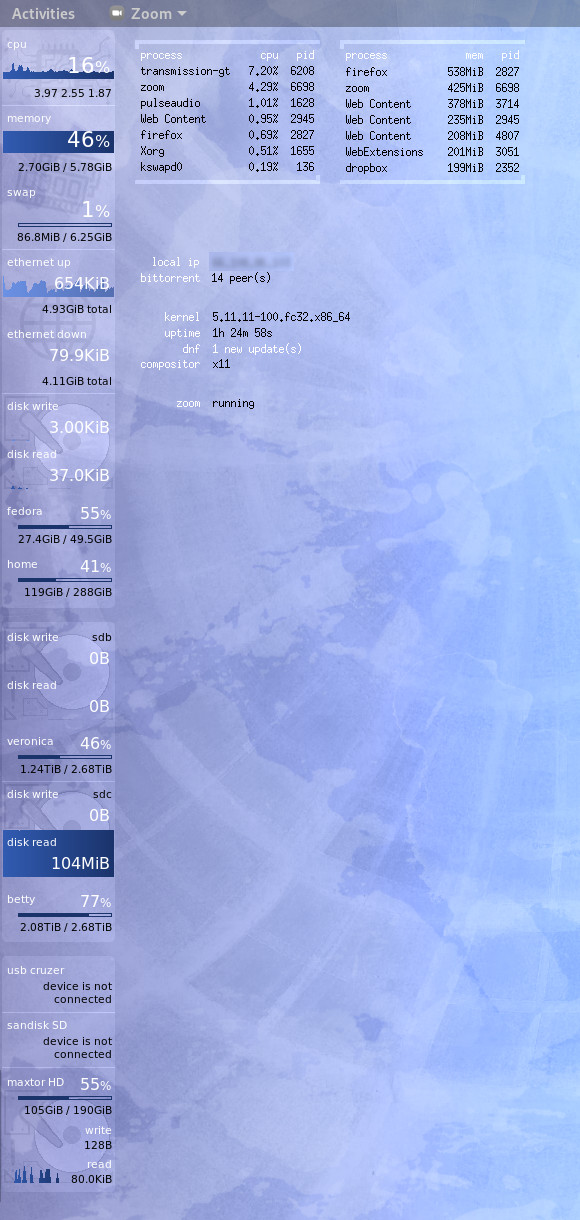 Activities Zoom
cpu
16%
3.97 2.55 1.87
memory
46%
2.70GiB / 5.78GiB
swap
1%
86.8MiB / 6.25GiB
ethernet up
654KiB
4.93GiB total
ethernet down
79.9KiB
4.11GiB total
disk write
3.00KiB
disk read
37.0KiB
fedora 55%
27.4GiB / 49.5GiB
home 41%
119GiB / 288GiB
disk write sdb
0B
disk read
0B
veronica 46%
1.24TiB / 2.68TiB
disk write sdc
0B
disk read
104MiB
betty 77%
2.08TiB / 2.68TiB
usb cruzer
device is not
connected
sandisk SD
device is not
connected
maxtor HD 55%
105GiB / 190GiB
write
128B
read
80.0KiB
process cpu pid
transmission-gt 7.20% 6208
zoom 4.29% 6698
pulseaudio 1.01% 1628
Web Content 0.95% 2945
firefox 0.69% 2827
Xorg 0.51% 1655
kswapd0 0.19% 136
process mem pid
firefox 538MiB 2827
zoom 425MiB 6698
Web Content 378MiB 3714
Web Content 235MiB 2945
Web Content 208MiB 4807
WebExtensions 201MiB 3051
dropbox 199MiB 2352
local ip
bittorrent 14 peer(s)
kernel 5.11.11-100.fc32.x86_64
uptime 1h 24m 58s
dnf 1 new update(s)
compositor x11
zoom running